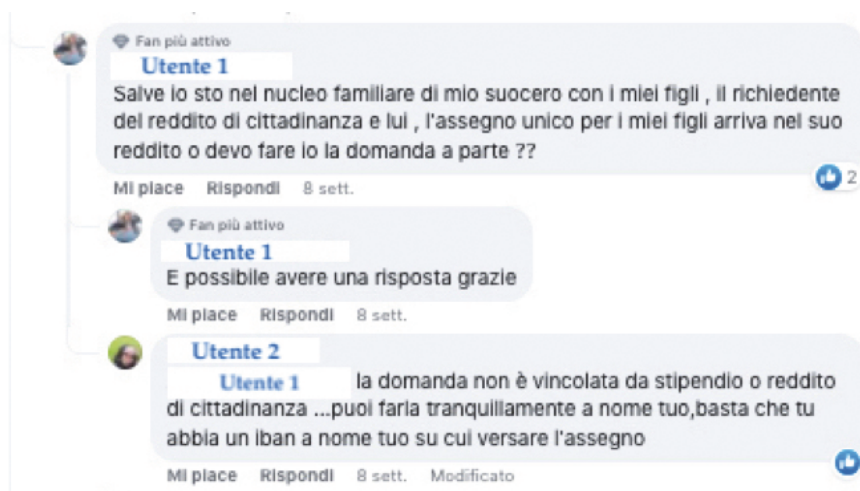 Fan più attivo
Utente 1
Salve io sto nel nucleo familiare di mio suocero con i miei figli , il richiedente
del reddito di cittadinanza e lui , l'assegno unico per i miei figli arriva nel suo
reddito o devo fare io la domanda a parte ??
2
Mi piace Rispondi 8 sett.
Fan più attivo
Utente 1
E possibile avere una risposta grazie
Mi piace Rispondi 8 sett.
Utente 2
Utente 1 la domanda non è vincolata da stipendio o reddito
di cittadinanza ...puoi farla tranquillamente a nome tuo,basta che tu
abbia un iban a nome tuo su cui versare l'assegno
Mi piace Rispondi 8 sett. Modificato